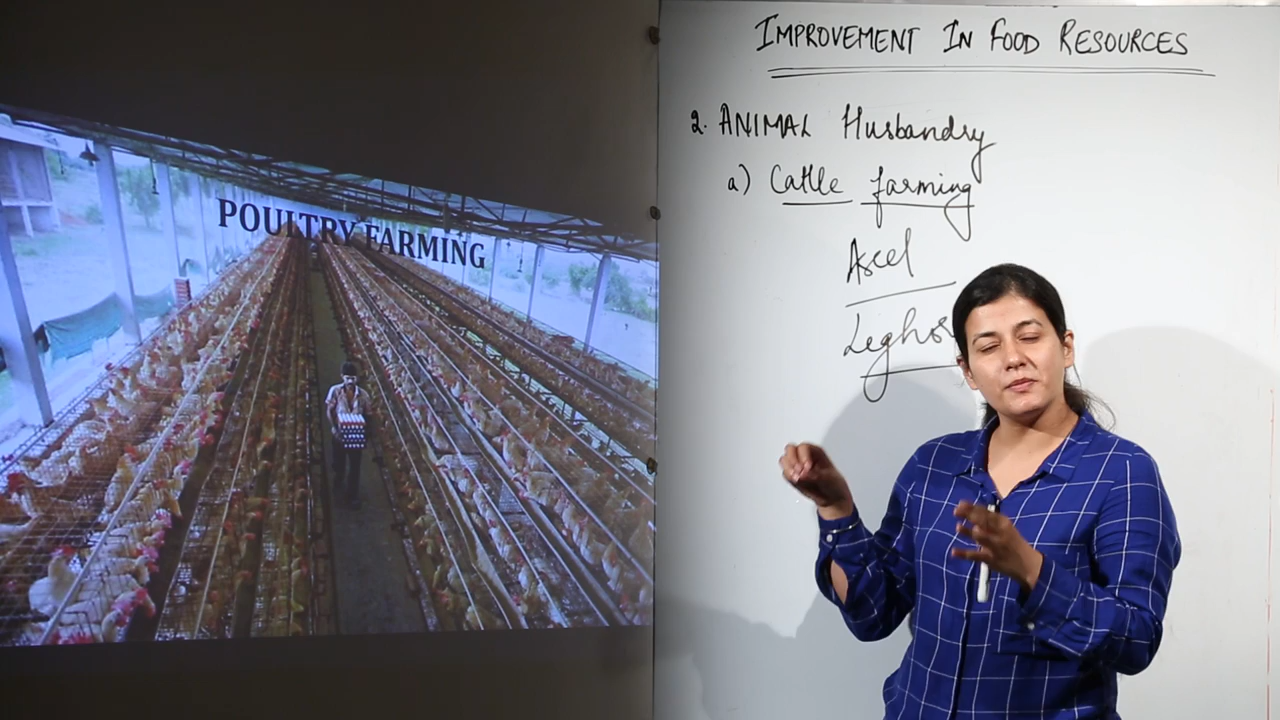 POULTRY FARMING
IMPROVEMENT IN FOOD RESOURCES
2. ANIMAL Husbandry
a) Cattle farming
Aseel